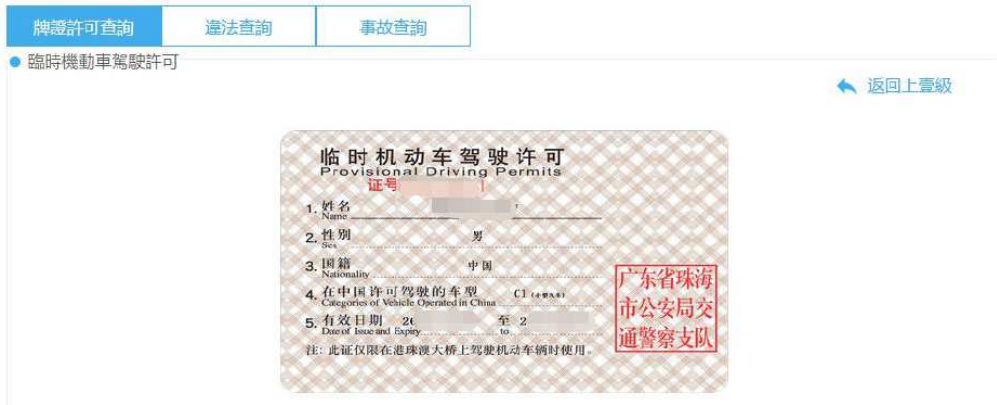 牌證許可查詢 違法查詢 事故查詢
臨時機動車駕駛許可
返回上壹級
临时机动车驾驶许可
Provisional Driving Permits
证号
1. 姓名
Name
2. 性别 男
Sex
3. 国籍 中国
Nationality
4. 在中国许可驾驶的车型 C1 (小型汽车)
Categories of Vehicle Operated in China
5. 有效日期 20 至 2
Date of Issue and Expiry to
注: 此证仅限在港珠澳大桥上驾驶机动车辆时使用。
广东省珠海
市公安局交
通警察支队